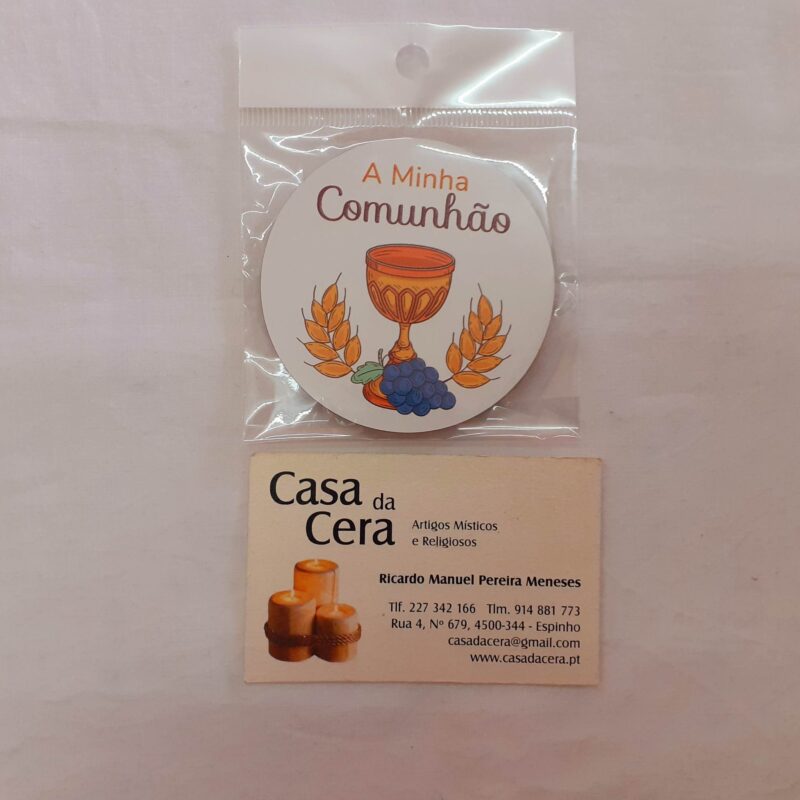 A Minha
Comunhão
Casa da
Cera
Artigos Místicos
e Religiosos
Ricardo Manuel Pereira Meneses
Tlf. 227 342 166 Tlm. 914 881 773
Rua 4, Nº 679, 4500-344 - Espinho
casadacera@gmail.com
www.casadacera.pt